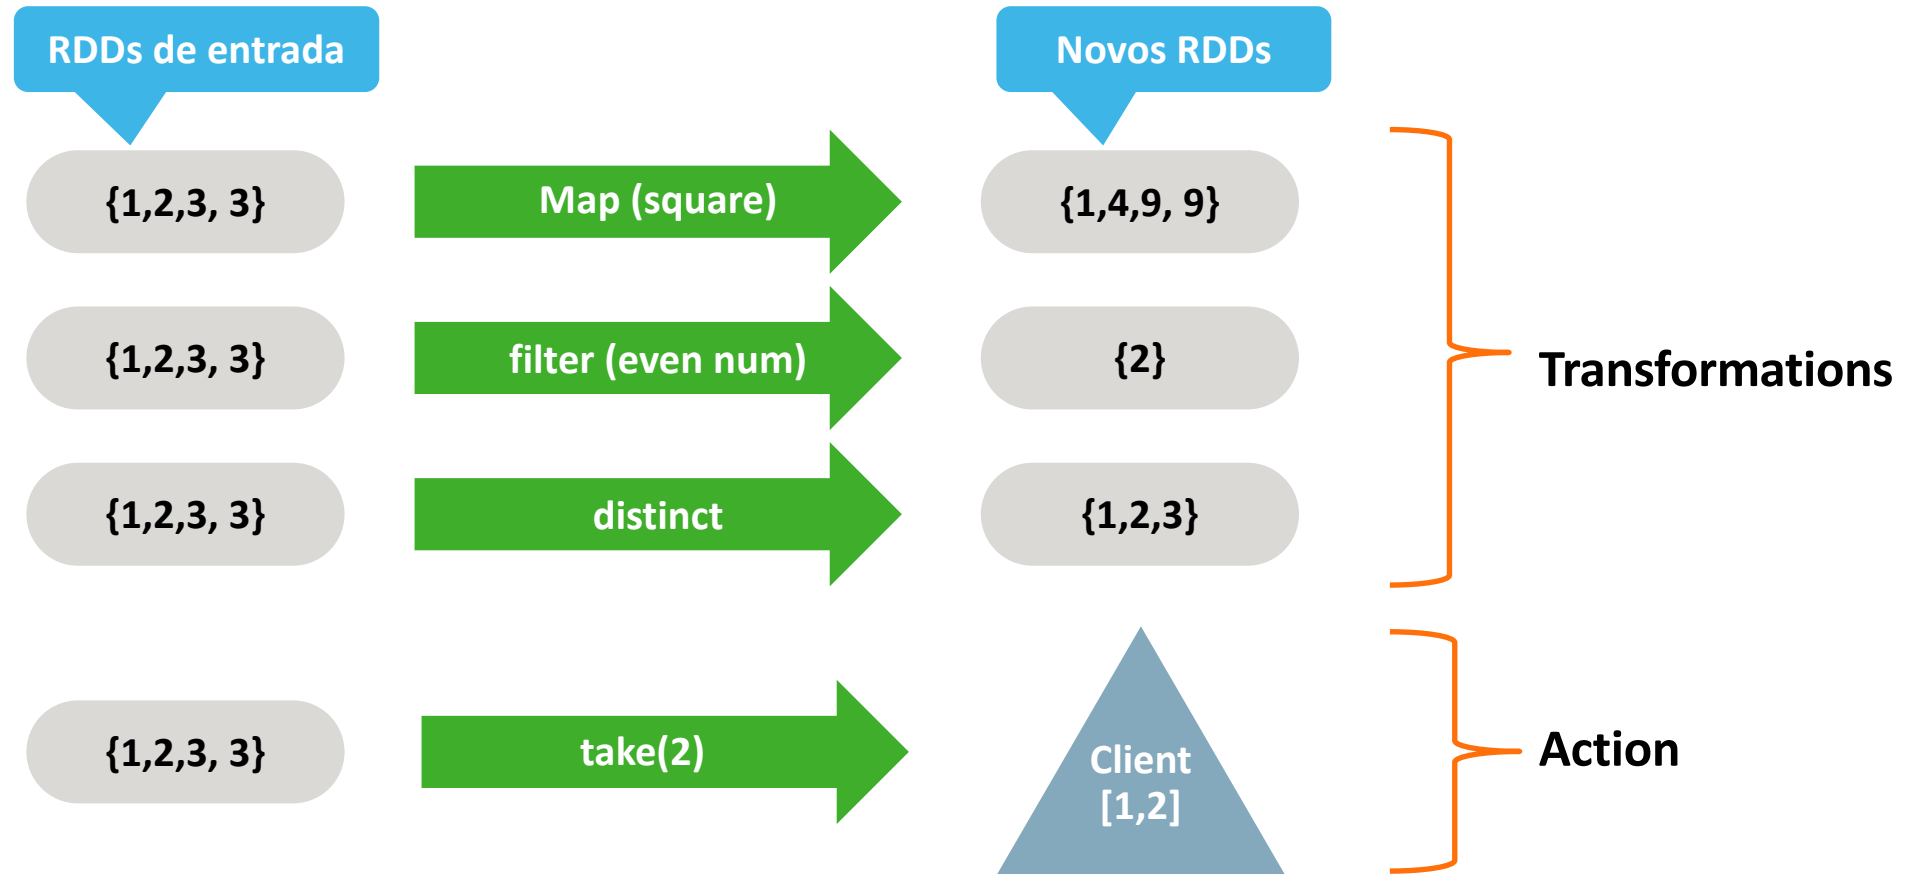 RDDs de entrada
Novos RDDs
{1,2,3, 3}
Map (square)
{1,4,9, 9}
{1,2,3, 3}
filter (even num)
{2}
Transformations
{1,2,3, 3}
distinct
{1,2,3}
{1,2,3, 3}
take(2)
Client
[1,2]
Action